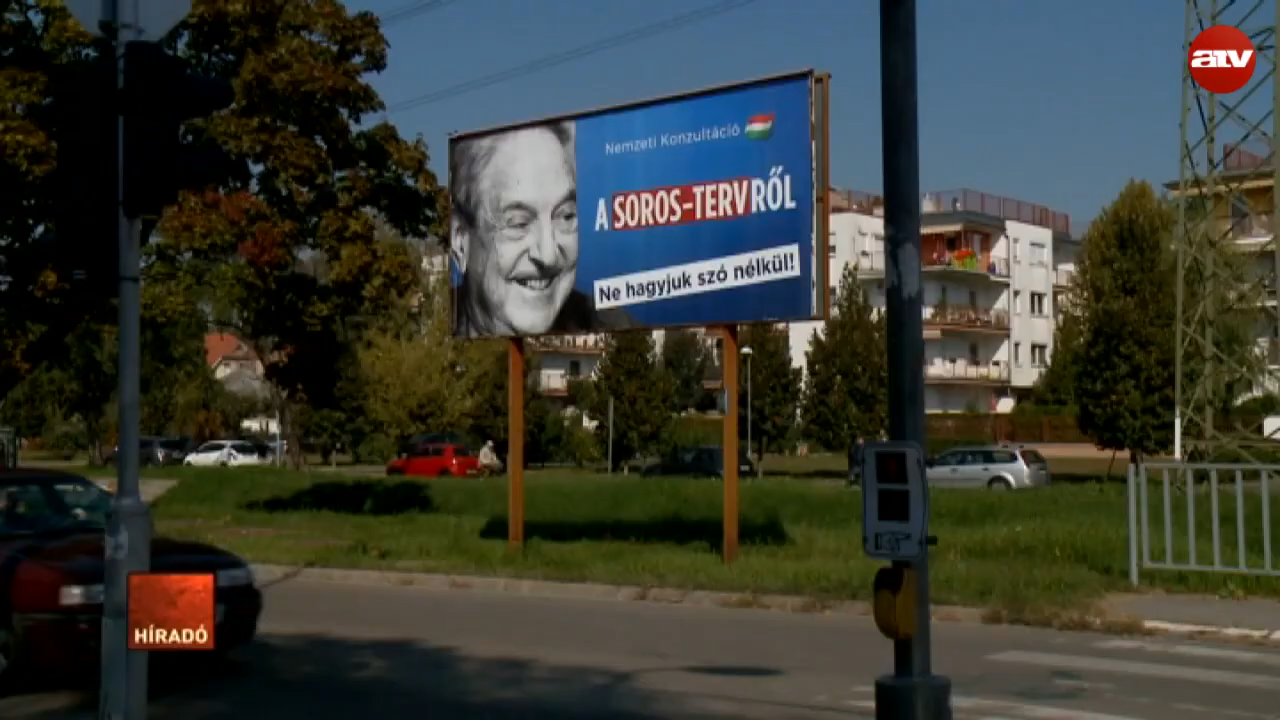 atv
Nemzeti Konzultáció
A SOROS-TERVRŐL
Ne hagyjuk szó nélkül!
HÍRADÓ